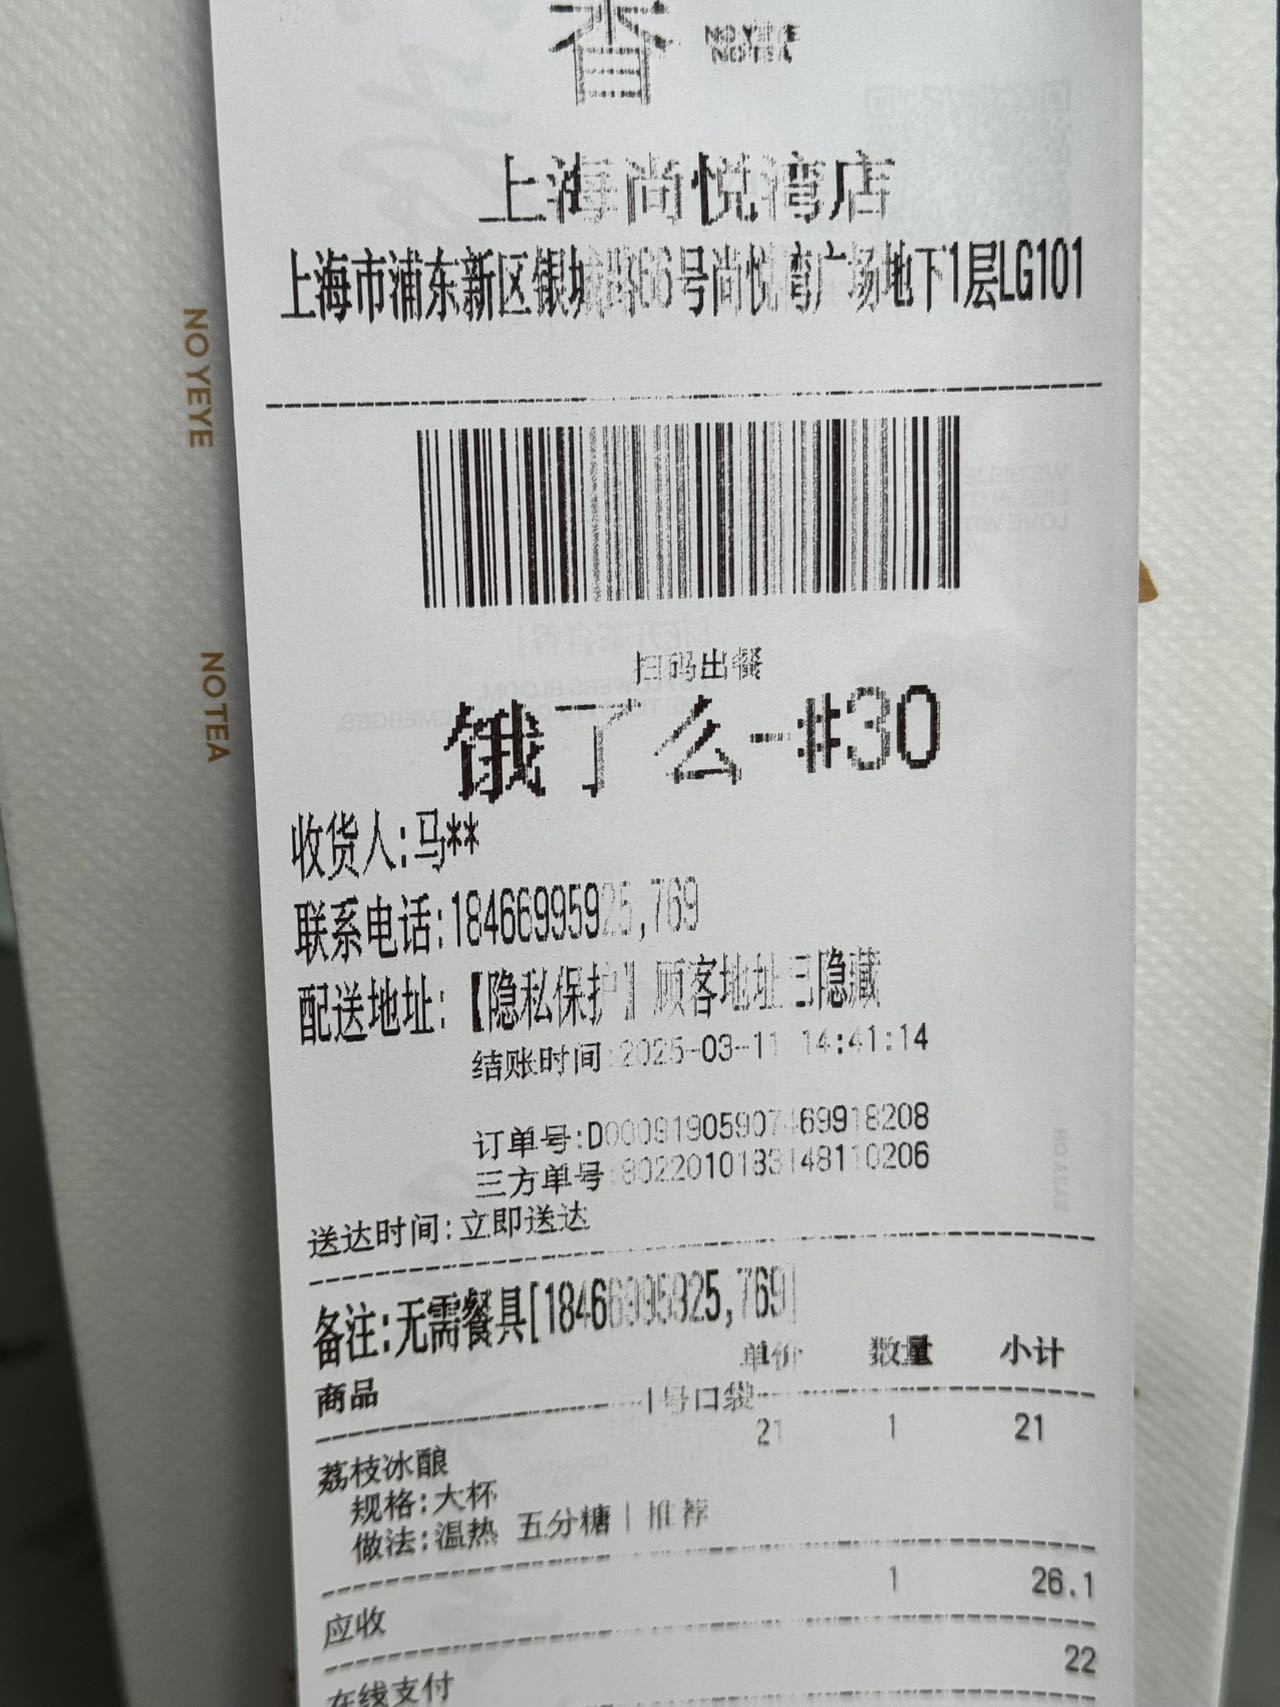 香
NO YEYE
NO TEA
上海尚悦湾店
上海市浦东新区银城路66号尚悦湾广场地下1层LG101
NO YEYE
NO TEA
扫码出餐
饿了么-#30
收货人:马**
联系电话:18466995925,769
配送地址:【隐私保护】顾客地址已隐藏
结账时间:2025-03-11 14:41:14
订单号:
三方单号:
送达时间:立即送达
备注:无需餐具[18466995925,769]
商品 单价 数量 小计
1号口袋
荔枝冰酿 21 1 21
规格:大杯
做法:温热 五分糖|推荐
应收 1 26.1
在线支付 22